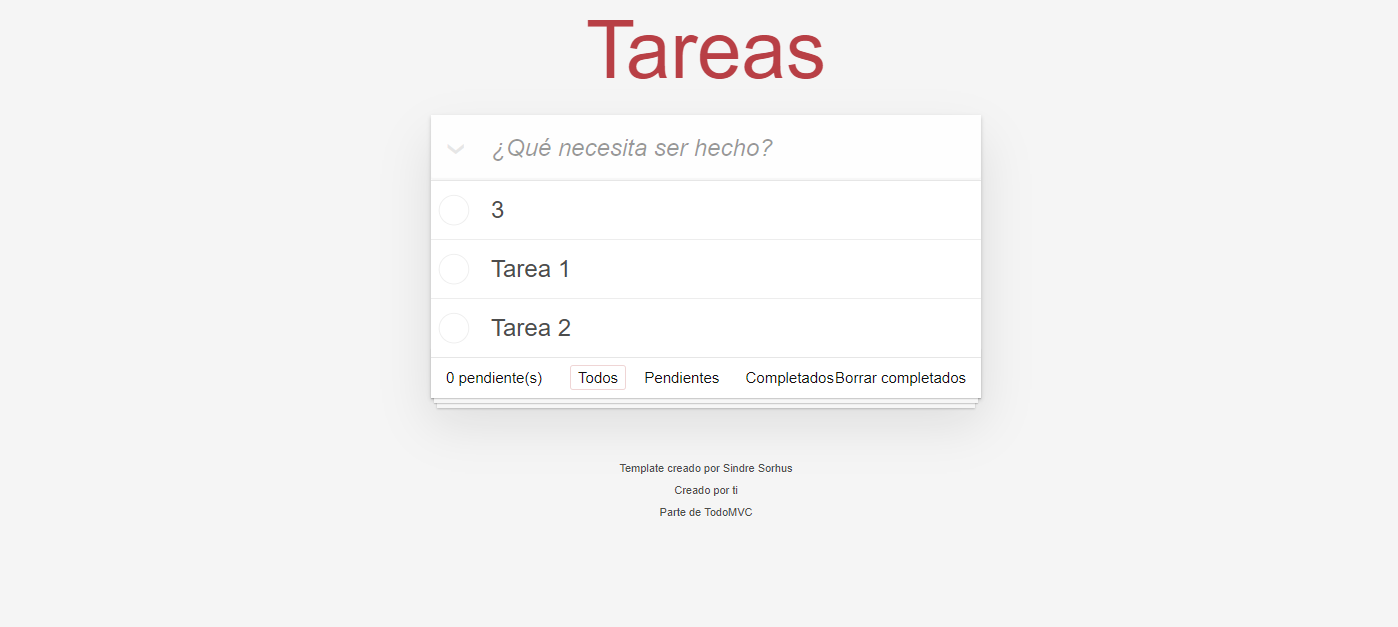 Tareas
¿Qué necesita ser hecho?
3
Tarea 1
Tarea 2
0 pendiente(s) Todos Pendientes Completados Borrar completados
Template creado por Sindre Sorhus
Creado por ti
Parte de TodoMVC